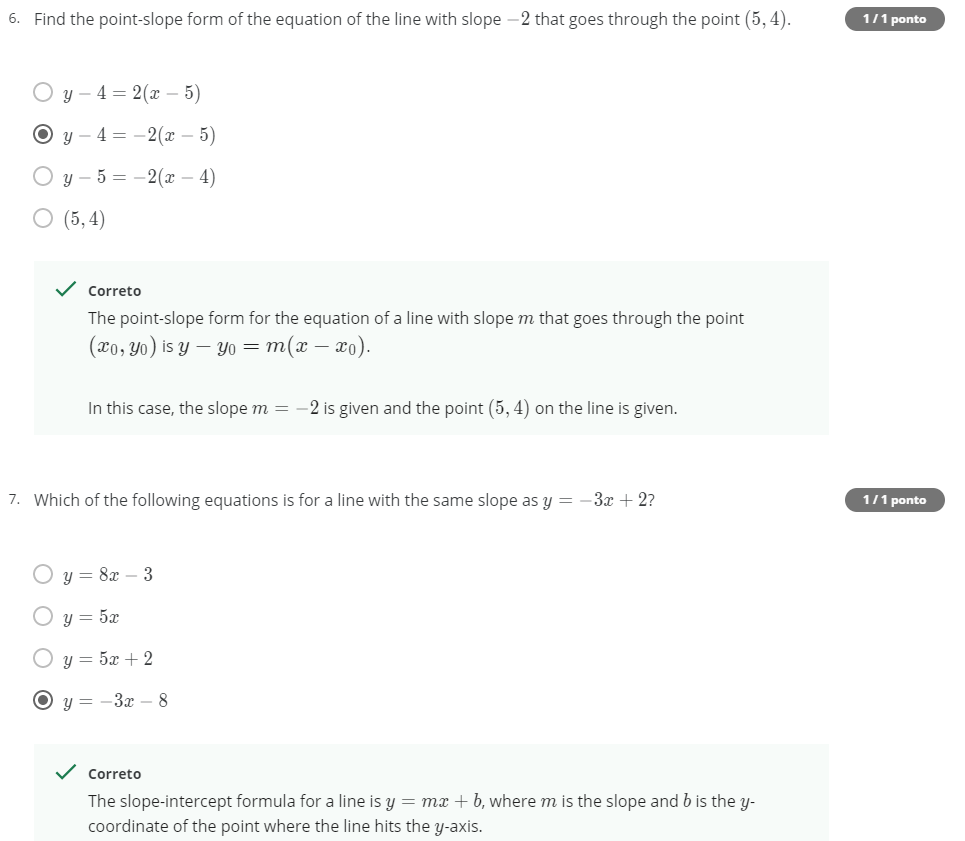 6. Find the point-slope form of the equation of the line with slope −2 that goes through the point (5, 4). 1 / 1 ponto
y − 4 = 2(x − 5)
y − 4 = −2(x − 5)
y − 5 = −2(x − 4)
(5, 4)
Correto
The point-slope form for the equation of a line with slope m that goes through the point
(x₀, y₀) is y − y₀ = m(x − x₀).
In this case, the slope m = −2 is given and the point (5, 4) on the line is given.
7. Which of the following equations is for a line with the same slope as y = −3x + 2? 1 / 1 ponto
y = 8x − 3
y = 5x
y = 5x + 2
y = −3x − 8
Correto
The slope-intercept formula for a line is y = mx + b, where m is the slope and b is the y-
coordinate of the point where the line hits the y-axis.